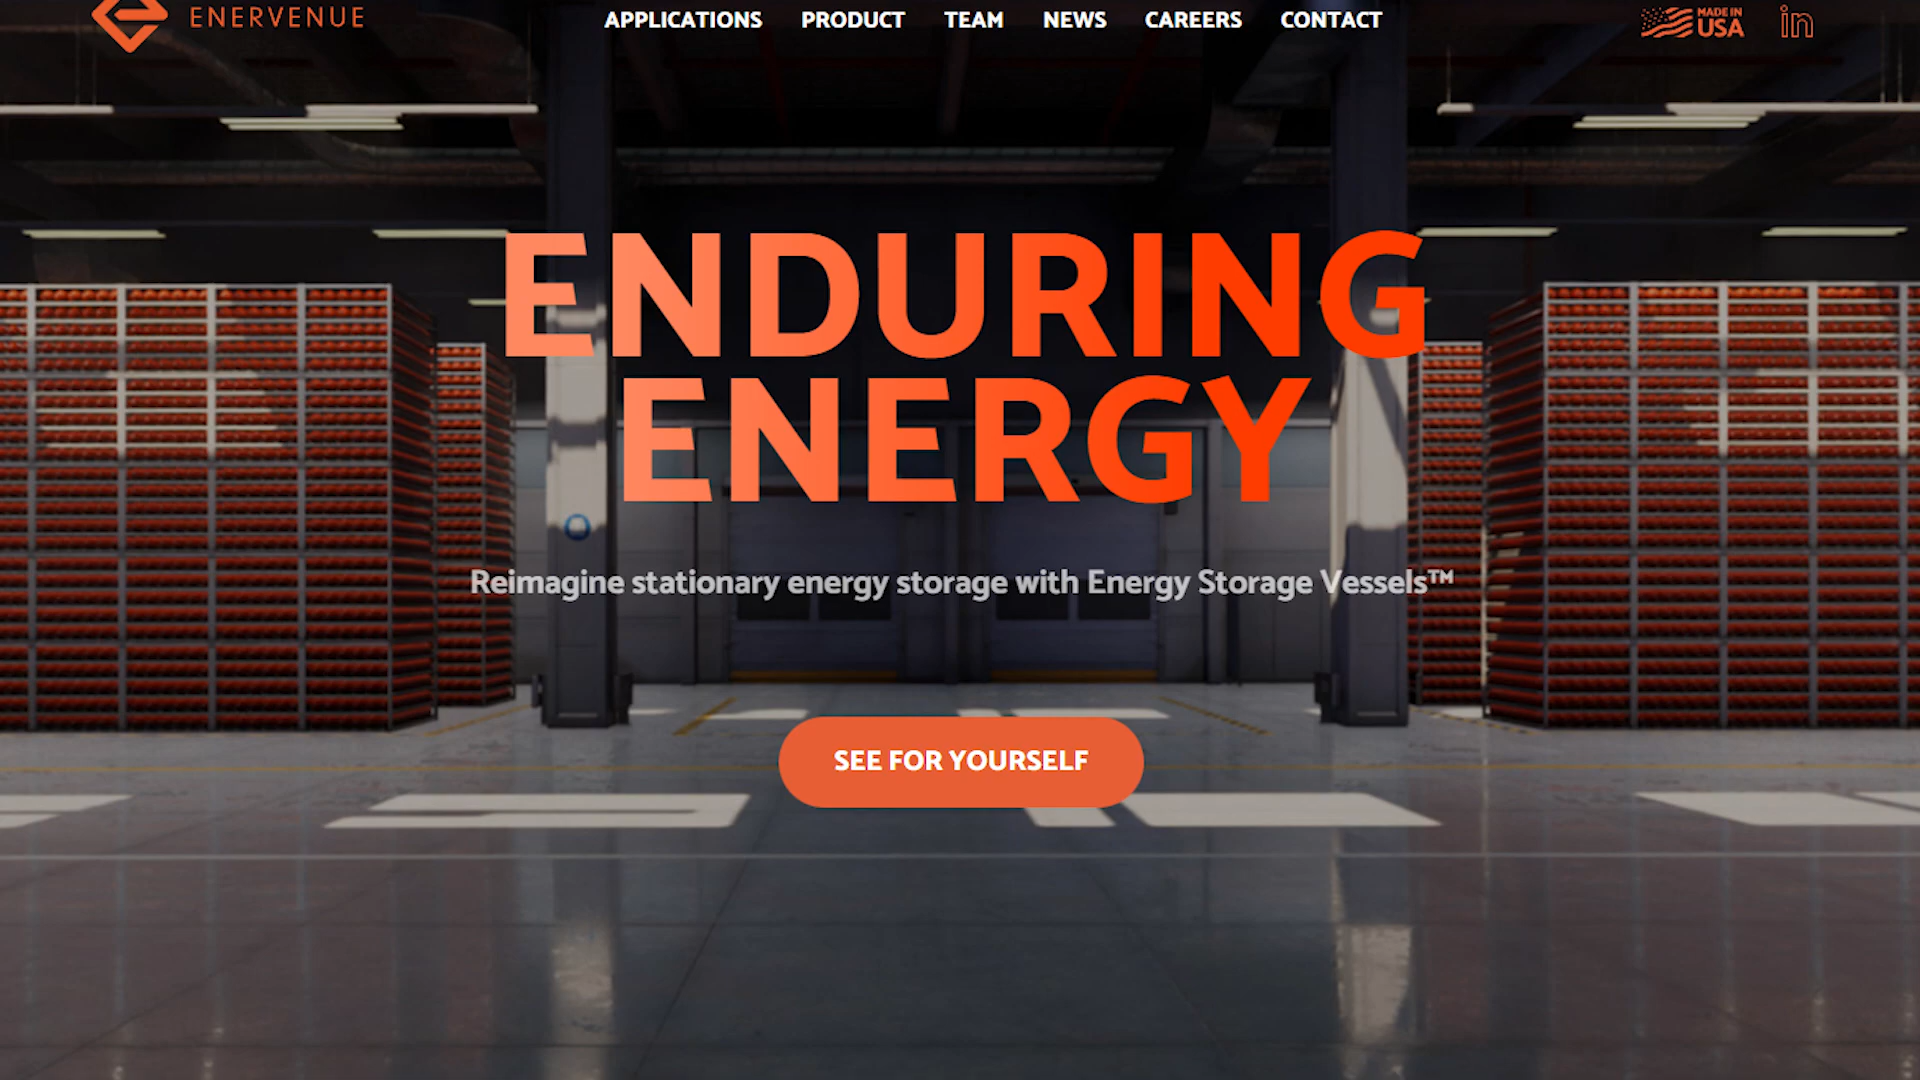 ENERVENUE
APPLICATIONS PRODUCT TEAM NEWS CAREERS CONTACT
MADE IN
USA
in
ENDURING
ENERGY
Reimagine stationary energy storage with Energy Storage Vessels™
SEE FOR YOURSELF